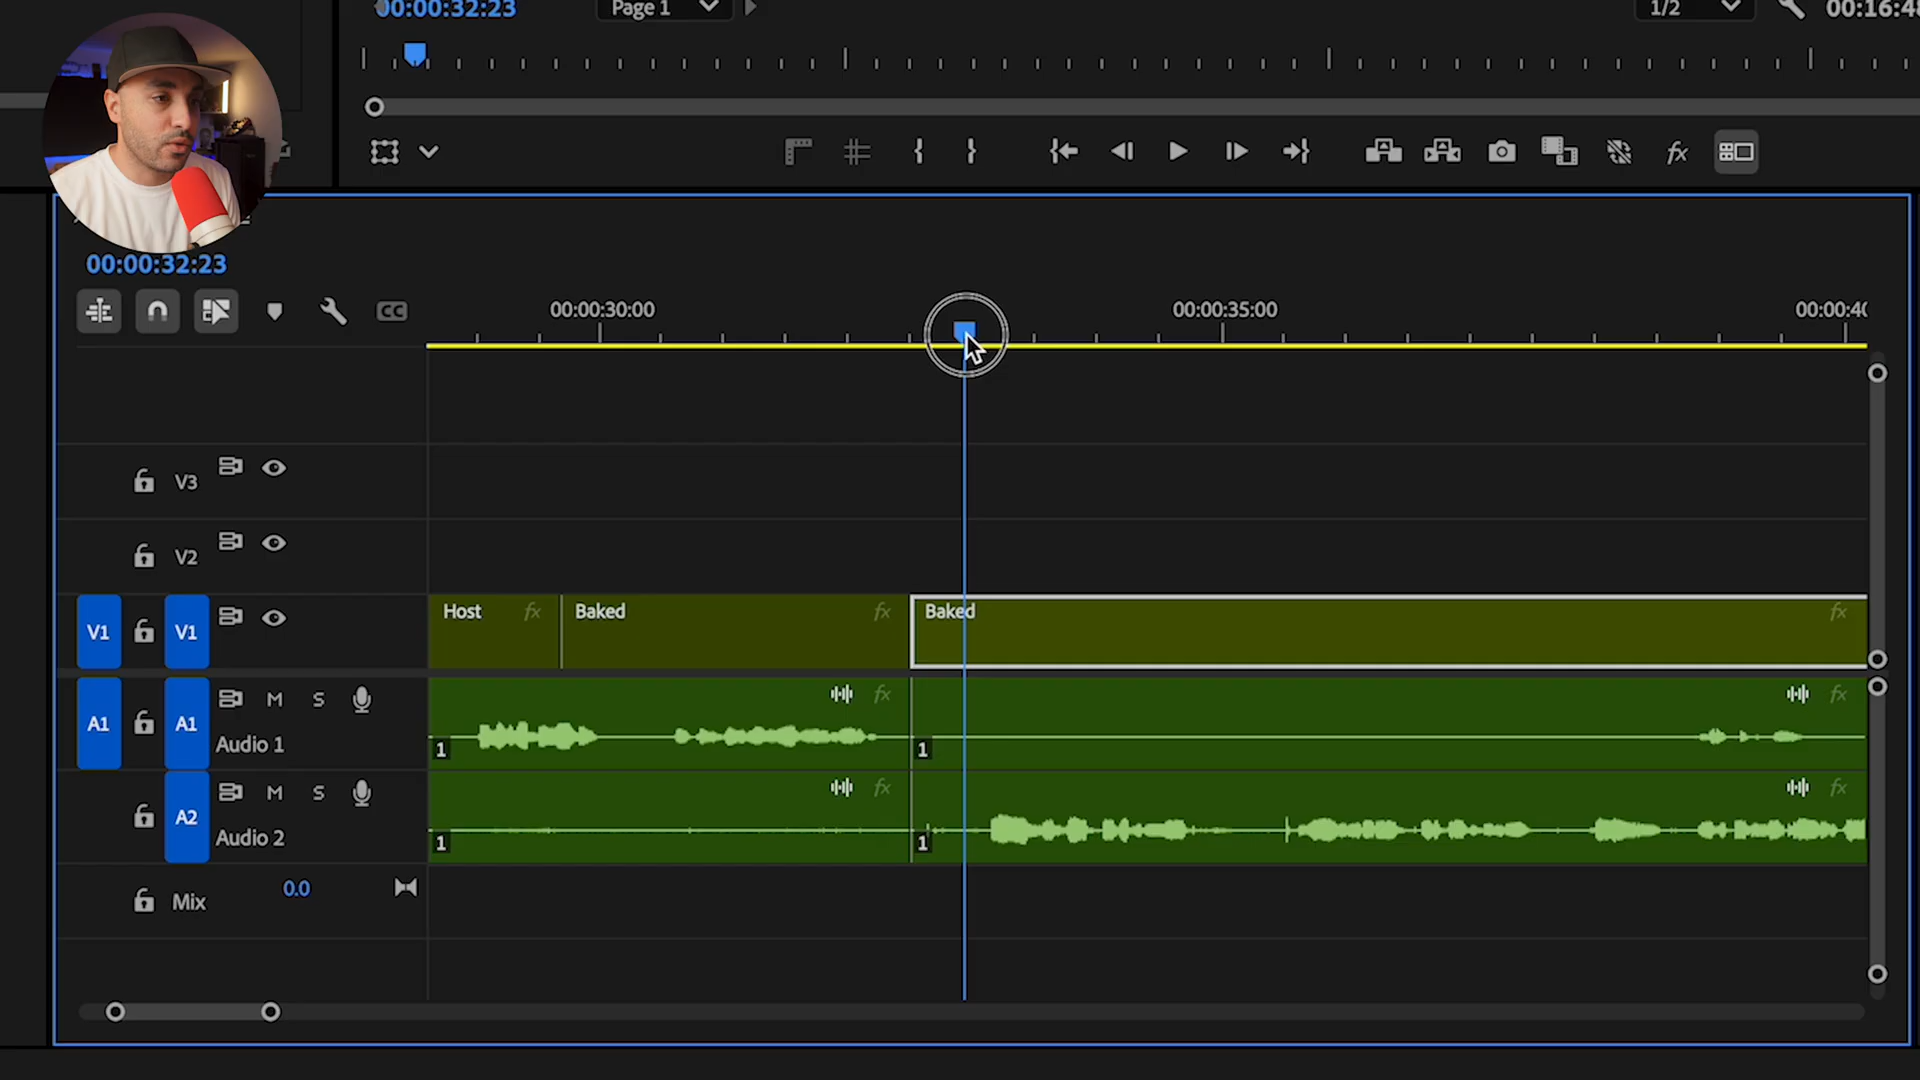 00:00:32:23
Page 1
1/2
00:16:48
00:00:32:23
CC
00:00:30:00
00:00:35:00
00:00:40
V3
V2
V1
V1
Host
fx
Baked
fx
Baked
fx
A1
A1
M
S
Audio 1
1
fx
1
fx
A2
M
S
Audio 2
1
fx
1
fx
Mix
0.0